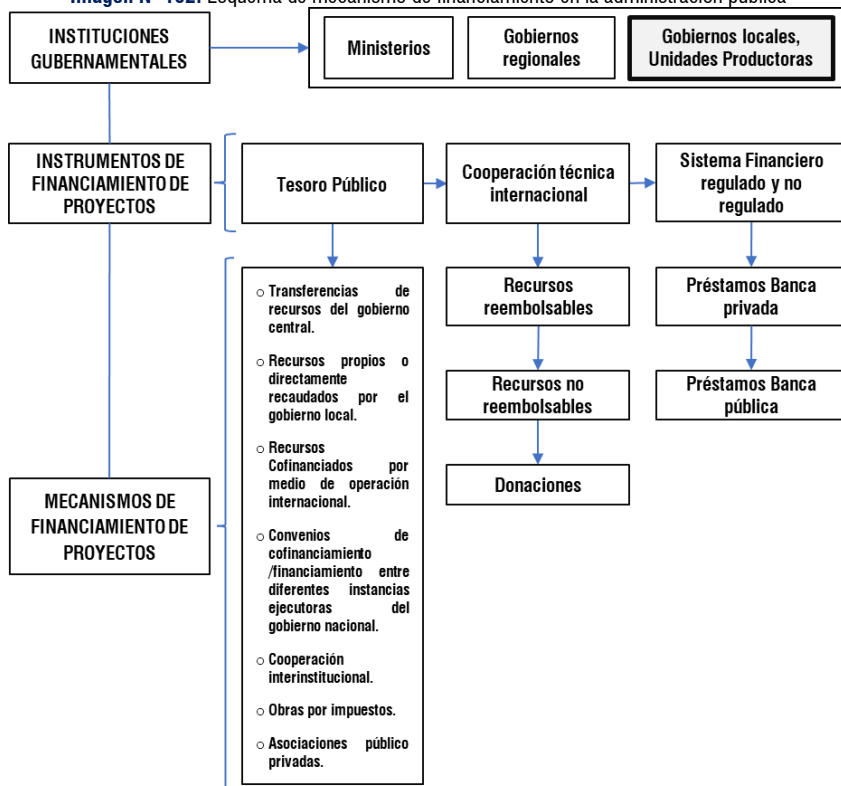 Imagen N° Esquema de mecanismo de financiamiento en la administración pública
INSTITUCIONES
GUBERNAMENTALES
Ministerios
Gobiernos
regionales
Gobiernos locales,
Unidades Productoras
INSTRUMENTOS DE
FINANCIAMIENTO DE
PROYECTOS
Tesoro Público
Cooperación técnica
internacional
Sistema Financiero
regulado y no
regulado
MECANISMOS DE
FINANCIAMIENTO DE
PROYECTOS
○ Transferencias de
recursos del gobierno
central.
○ Recursos propios o
directamente
recaudados por el
gobierno local.
○ Recursos
Cofinanciados por
medio de operación
internacional.
○ Convenios de
cofinanciamiento
/financiamiento entre
diferentes instancias
ejecutoras del
gobierno nacional.
○ Cooperación
interinstitucional.
○ Obras por impuestos.
○ Asociaciones público
privadas.
Recursos
reembolsables
Recursos no
reembolsables
Donaciones
Préstamos Banca
privada
Préstamos Banca
pública